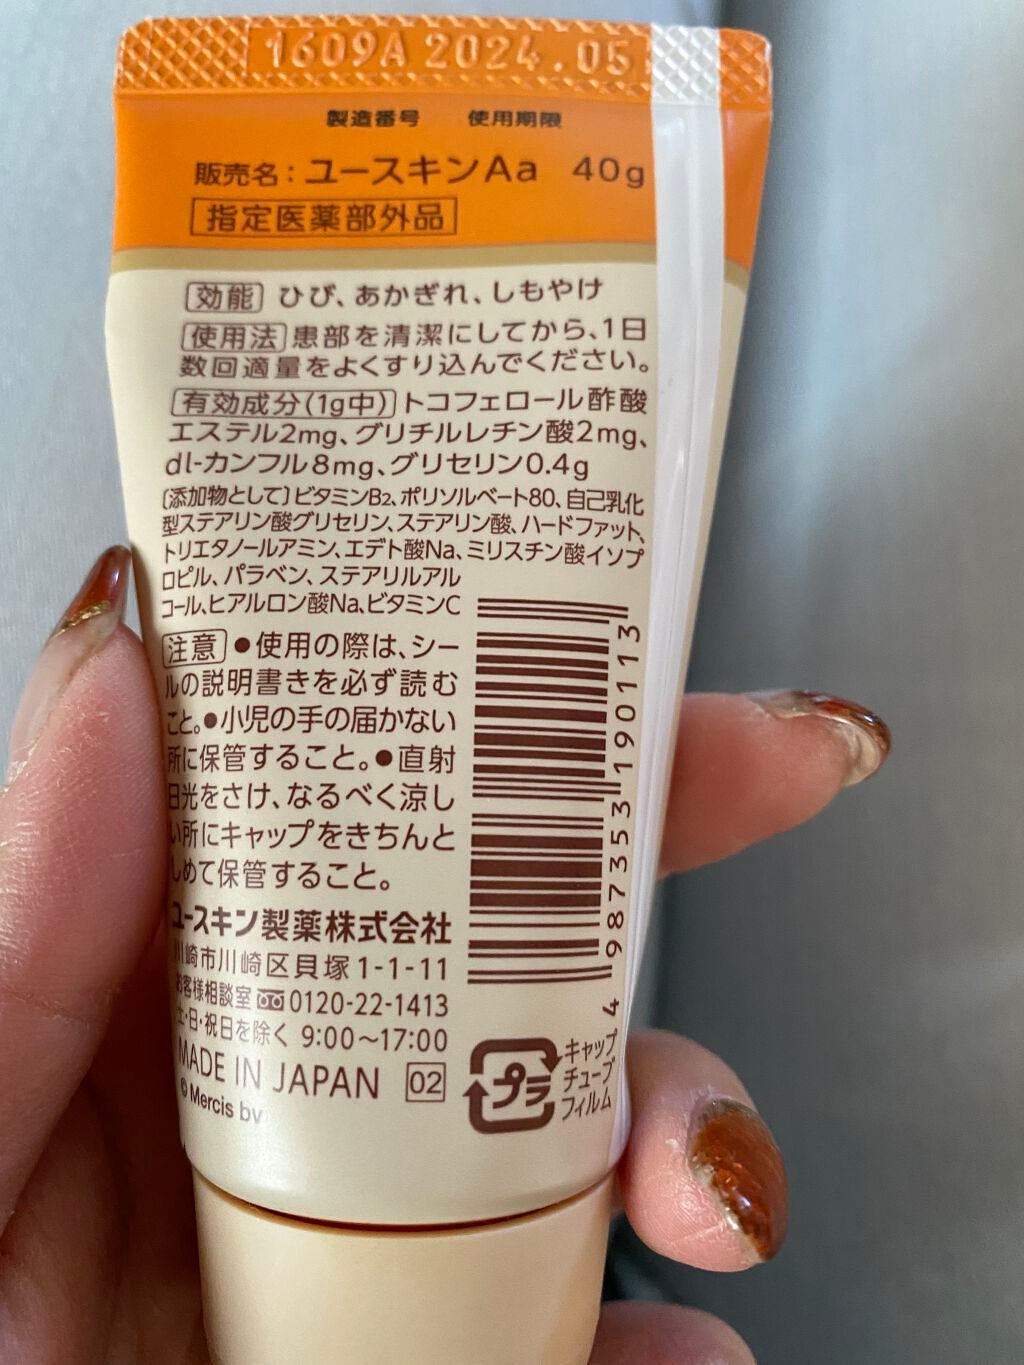 1609A 2024.05
製造番号 使用期限
販売名：ユースキンAa 40g
指定医薬部外品
効能 ひび、あかぎれ、しもやけ
使用法 患部を清潔にしてから、1日
数回適量をよくすり込んでください。
有効成分(1g中) トコフェロール酢酸
エステル2mg、グリチルレチン酸2mg、
dl-カンフル8mg、グリセリン0.4g
〔添加物として〕ビタミンB₂、ポリソルベート80、自己乳化
型ステアリン酸グリセリン、ステアリン酸、ハードファット、
トリエタノールアミン、エデト酸Na、ミリスチン酸イソプ
ロピル、パラベン、ステアリルアル
コール、ヒアルロン酸Na、ビタミンC
注意 ●使用の際は、シー
ルの説明書きを必ず読む
こと。●小児の手の届かない
所に保管すること。●直射
日光をさけ、なるべく涼し
い所にキャップをきちんと
しめて保管すること。
ユースキン製薬株式会社
川崎市川崎区貝塚1-1-11
お客様相談室 0120-22-1413
土・日・祝日を除く 9:00～17:00
MADE IN JAPAN 02
© Mercis bv
4 987353 190113
プラ
キャップ
チューブ
フィルム